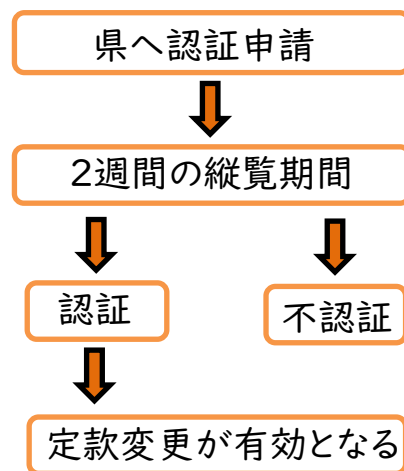 県へ認証申請
2週間の縦覧期間
認証
不認証
定款変更が有効となる